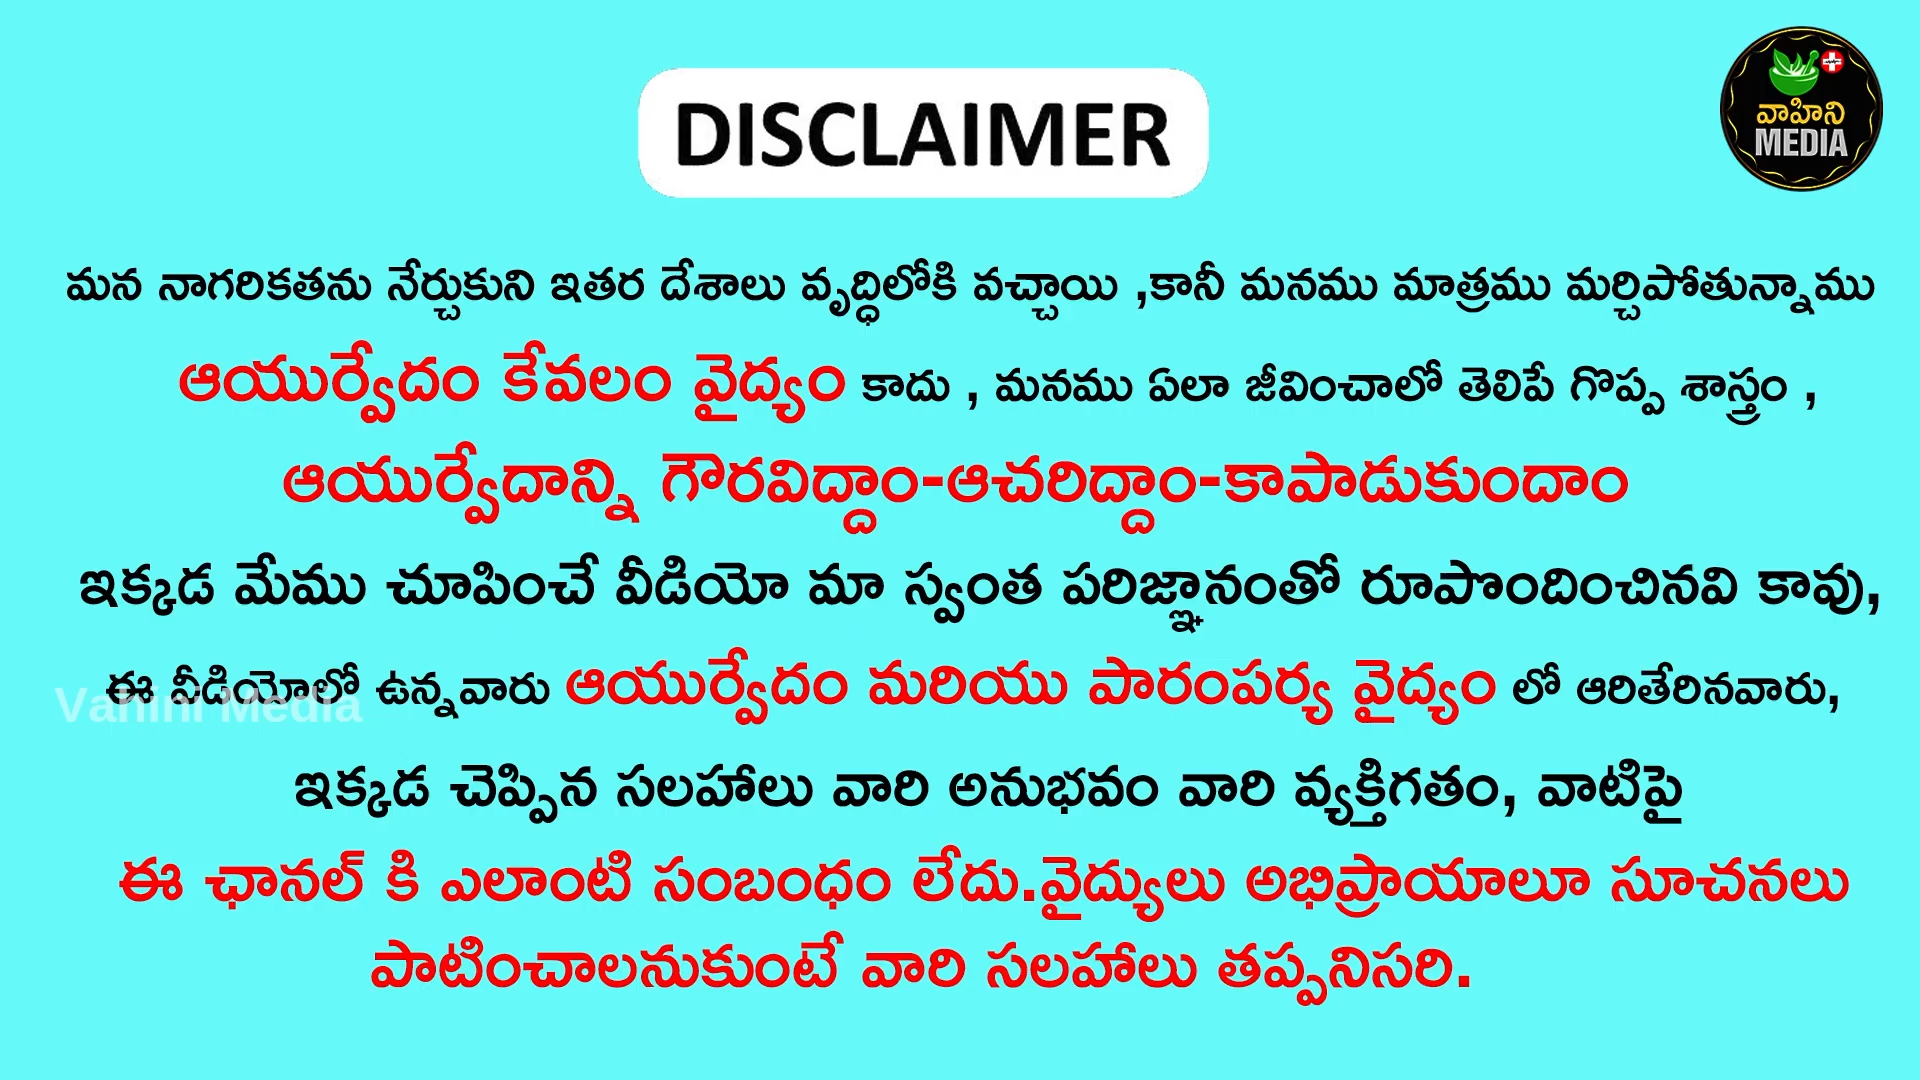 DISCLAIMER
వాహిని
MEDIA
మన నాగరికతను నేర్చుకుని ఇతర దేశాలు వృద్ధిలోకి వచ్చాయి ,కానీ మనము మాత్రము మర్చిపోతున్నాము
ఆయుర్వేదం కేవలం వైద్యం కాదు , మనము ఏలా జీవించాలో తెలిపే గొప్ప శాస్త్రం ,
ఆయుర్వేదాన్ని గౌరవిద్దాం-ఆచరిద్దాం-కాపాడుకుందాం
ఇక్కడ మేము చూపించే వీడియో మా స్వంత పరిజ్ఞానంతో రూపొందించినవి కావు,
ఈ వీడియోలో ఉన్నవారు ఆయుర్వేదం మరియు పారంపర్య వైద్యం లో ఆరితేరినవారు,
Vahini Media
ఇక్కడ చెప్పిన సలహాలు వారి అనుభవం వారి వ్యక్తిగతం, వాటిపై
ఈ ఛానల్ కి ఎలాంటి సంబంధం లేదు.వైద్యులు అభిప్రాయాలూ సూచనలు
పాటించాలనుకుంటే వారి సలహాలు తప్పనిసరి.